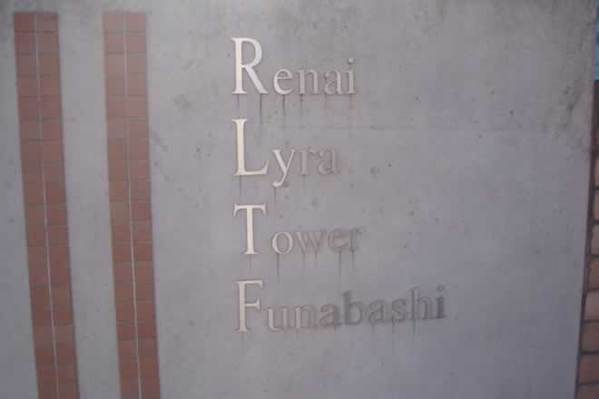 Renai
Lyra
Tower
Funabashi